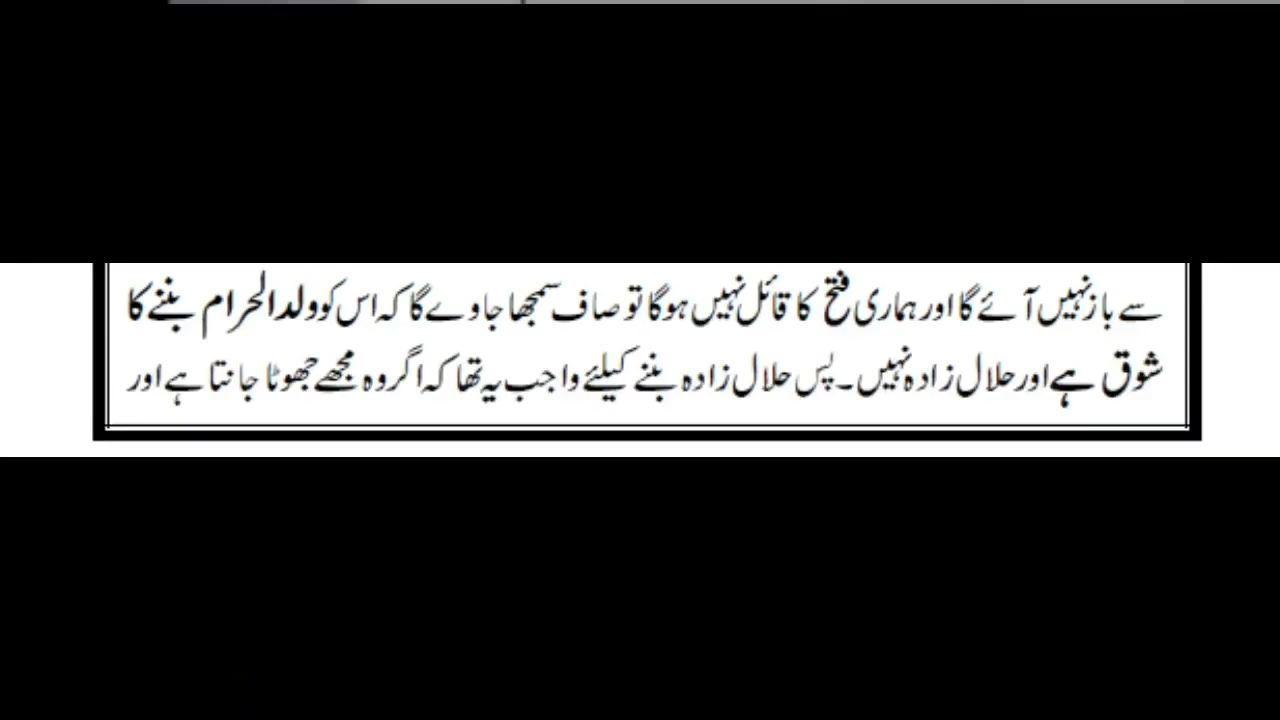 سے باز نہیں آئے گا اور ہماری فتح کا قائل نہیں ہوگا تو صاف سمجھا جاوے گا کہ اس کو ولد الحرام بننے کا
شوق ہے اور حلال زادہ نہیں۔ پس حلال زادہ بننے کیلئے واجب یہ تھا کہ اگر وہ مجھے جھوٹا جانتا ہے اور